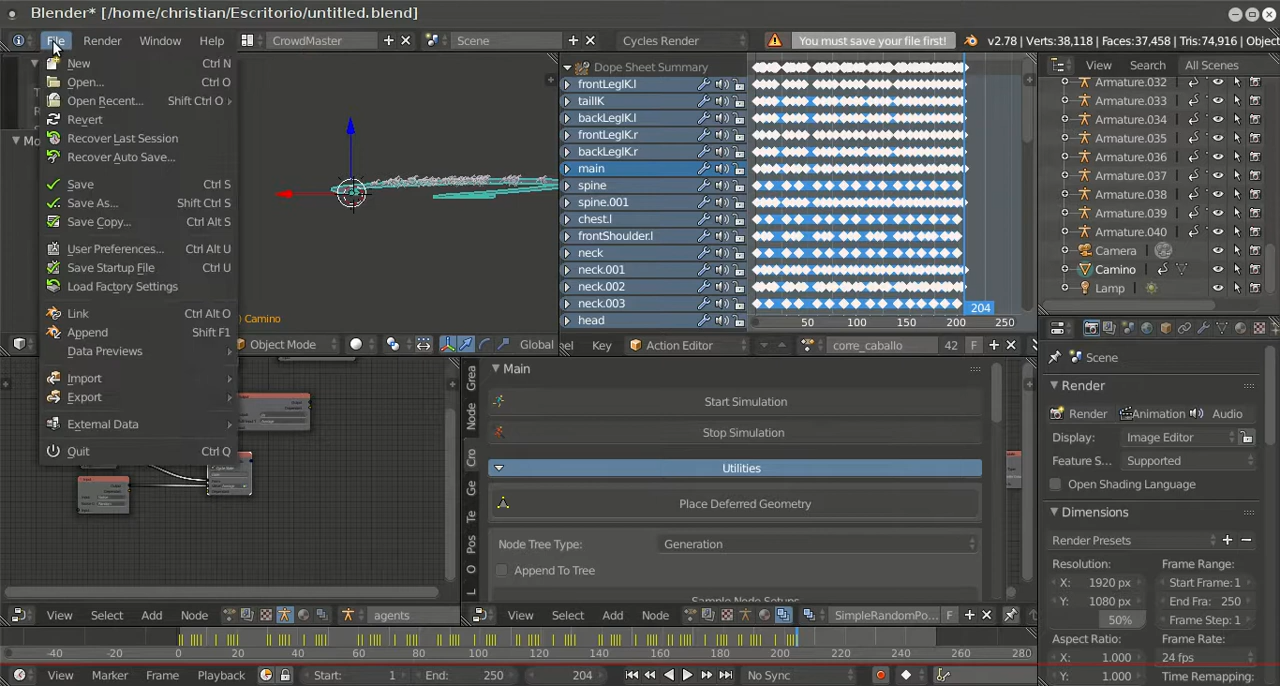 Blender* [/home/christian/Escritorio/untitled.blend]
File Render Window Help CrowdMaster Scene Cycles Render You must save your file first! v2.78 | Verts:38,118 | Faces:37,458 | Tris:74,916 | Object
New Ctrl N
Open... Ctrl O
Open Recent... Shift Ctrl O
Revert
Recover Last Session
Recover Auto Save...
Save Ctrl S
Save As... Shift Ctrl S
Save Copy... Ctrl Alt S
User Preferences... Ctrl Alt U
Save Startup File Ctrl U
Load Factory Settings
Link Ctrl Alt O
Append Shift F1
Data Previews
Import
Export
External Data
Quit Ctrl Q
Camino
Object Mode Global
Dope Sheet Summary
frontLegIK.l
tailIK
backLegIK.l
frontLegIK.r
backLegIK.r
main
spine
spine.001
chest.l
frontShoulder.l
neck
neck.001
neck.002
neck.003
head
204
50 100 150 200 250
Key Action Editor corre_caballo 42 F
View Search All Scenes
Armature.032
Armature.033
Armature.034
Armature.035
Armature.036
Armature.037
Armature.038
Armature.039
Armature.040
Camera
Camino
Lamp
Scene
Render
Render Animation Audio
Display: Image Editor
Feature S... Supported
Open Shading Language
Dimensions
Render Presets
Resolution: Frame Range:
X: 1920 px Start Frame: 1
Y: 1080 px End Fra: 250
50% Frame Step: 1
Aspect Ratio: Frame Rate:
X: 1.000 24 fps
Y: 1.000 Time Remapping:
Grea
Node
Cro
Ge
Te
Pos
O
L
Main
Start Simulation
Stop Simulation
Utilities
Place Deferred Geometry
Node Tree Type: Generation
Append To Tree
View Select Add Node agents
View Select Add Node SimpleRandomPo... F
-40 -20 0 20 40 60 80 100 120 140 160 180 200 220 240 260 280
View Marker Frame Playback Start: 1 End: 250 204 No Sync